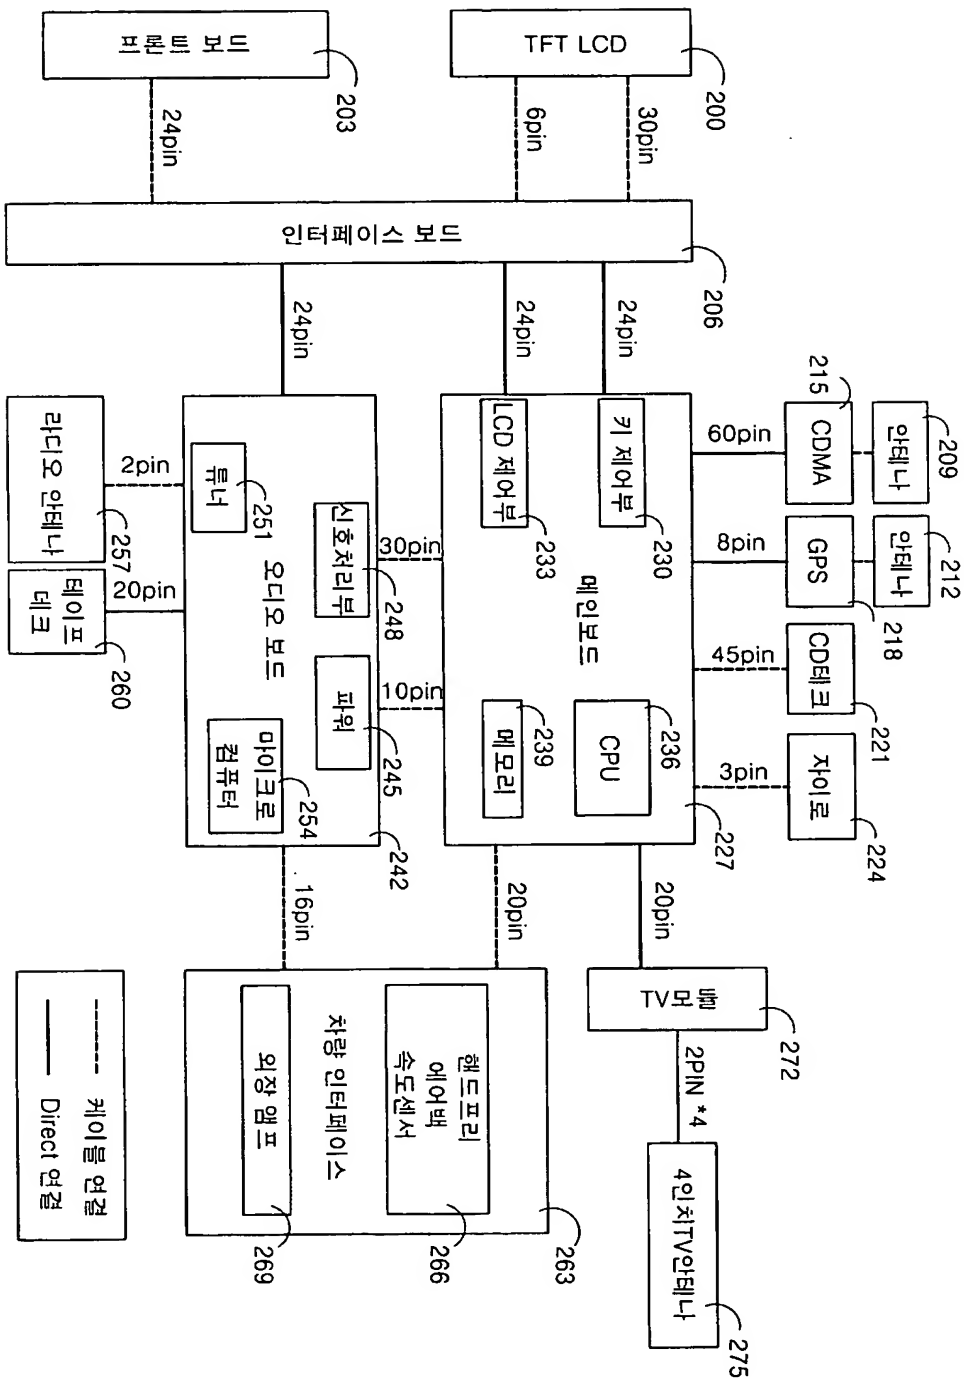 프론트 보드
203
TFT LCD
200
24pin
6pin
30pin
인터페이스 보드
206
24pin
24pin
24pin
215
209
CDMA
안테나
60pin
212
GPS
안테나
8pin
218
CD테크
45pin
221
자이로
3pin
224
키 제어부
230
LCD 제어부
233
메인보드
CPU
236
메모리
239
227
30pin
10pin
튜너
251
신호처리부
248
오디오 보드
파워
245
마이크로
컴퓨터
254
242
라디오 안테나
257
2pin
테이프
데크
260
20pin
16pin
20pin
20pin
TV모듈
272
2PIN *4
4인치TV안테나
275
핸드프리
에어백
속도센서
266
차량 인터페이스
외장 앰프
269
263
케이블 연결
Direct 연결